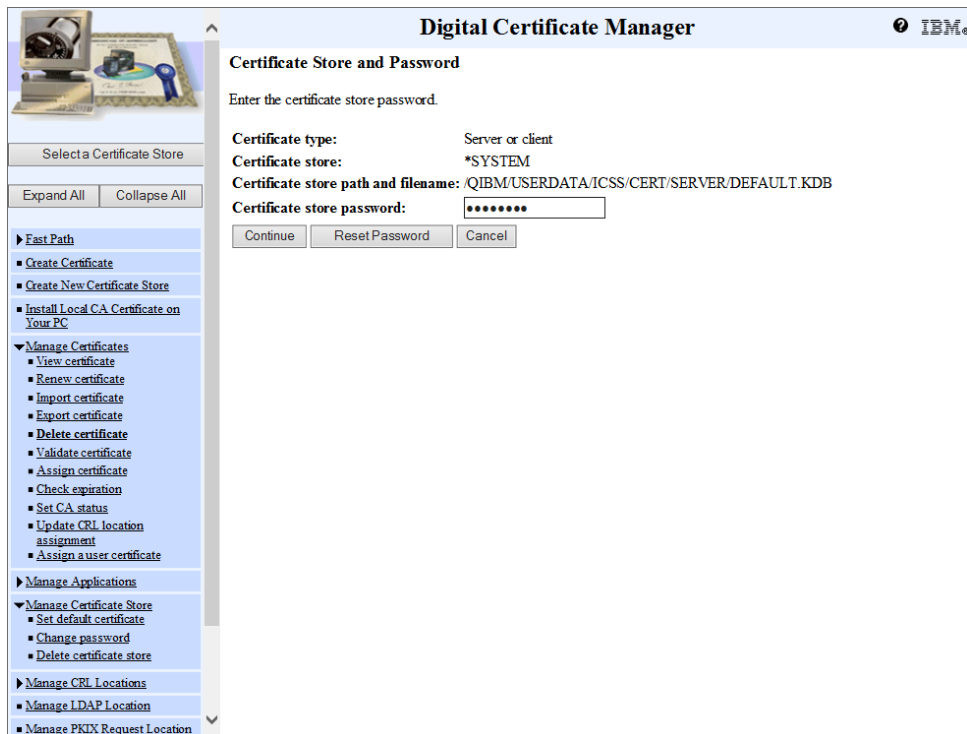 Digital Certificate Manager
IBM
Select a Certificate Store
Expand All
Collapse All
Fast Path
Create Certificate
Create New Certificate Store
Install Local CA Certificate on
Your PC
Manage Certificates
View certificate
Renew certificate
Import certificate
Export certificate
Delete certificate
Validate certificate
Assign certificate
Check expiration
Set CA status
Update CRL location
assignment
Assign a user certificate
Manage Applications
Manage Certificate Store
Set default certificate
Change password
Delete certificate store
Manage CRL Locations
Manage LDAP Location
Manage PKIX Request Location
Certificate Store and Password
Enter the certificate store password.
Certificate type: Server or client
Certificate store: *SYSTEM
Certificate store path and filename: /QIBM/USERDATA/ICSS/CERT/SERVER/DEFAULT.KDB
Certificate store password: ••••••••
Continue
Reset Password
Cancel